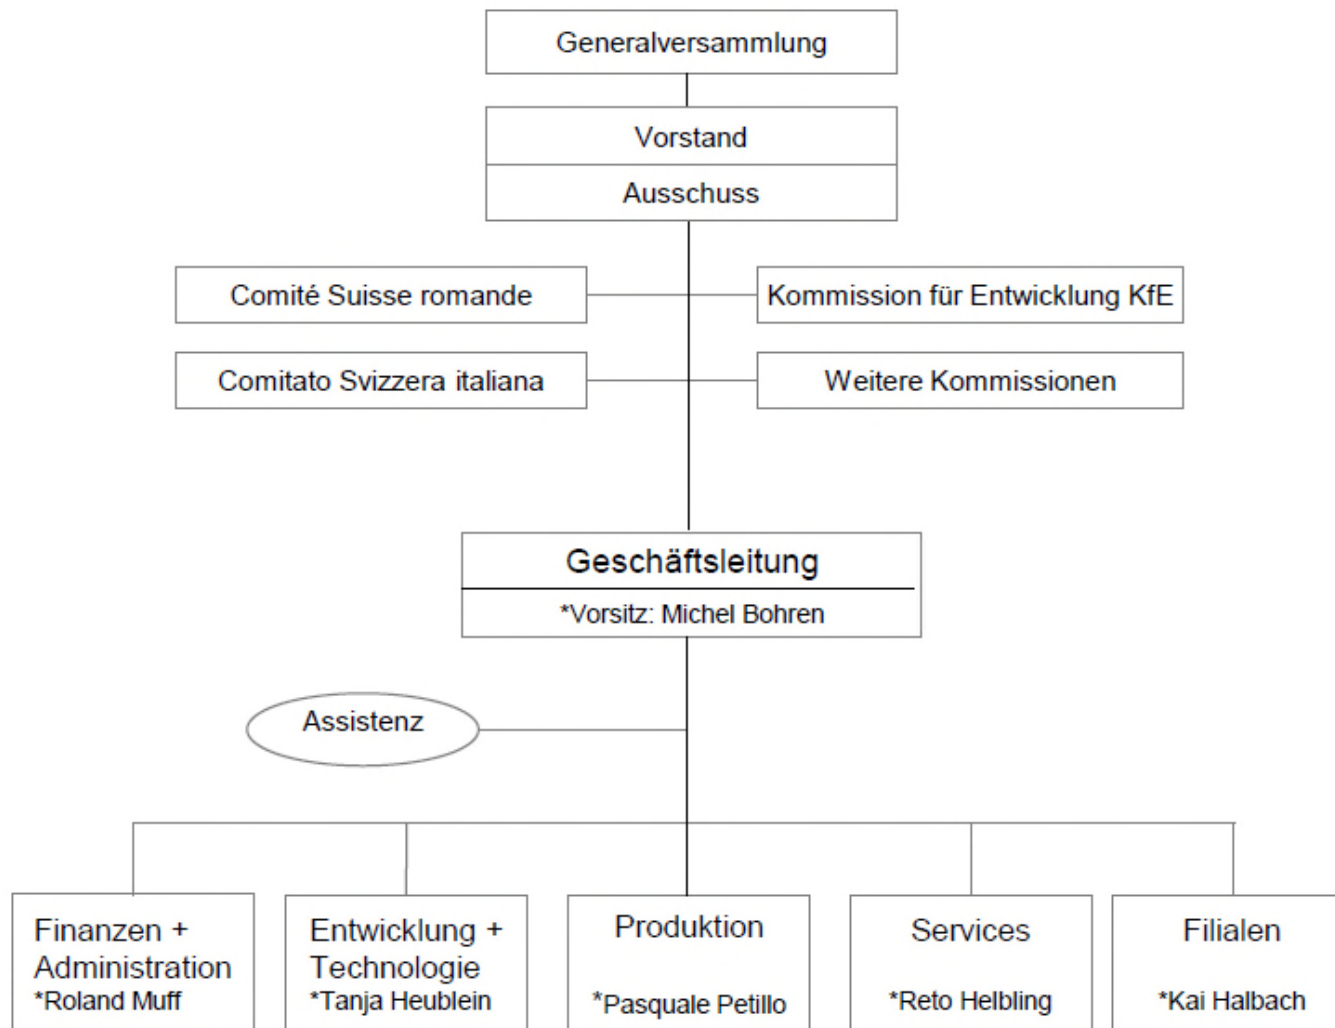 Generalversammlung
Vorstand
Ausschuss
Comité Suisse romande
Kommission für Entwicklung KfE
Comitato Svizzera italiana
Weitere Kommissionen
Geschäftsleitung
*Vorsitz: Michel Bohren
Assistenz
Finanzen +
Administration
*Roland Muff
Entwicklung +
Technologie
*Tanja Heublein
Produktion
*Pasquale Petillo
Services
*Reto Helbling
Filialen
*Kai Halbach